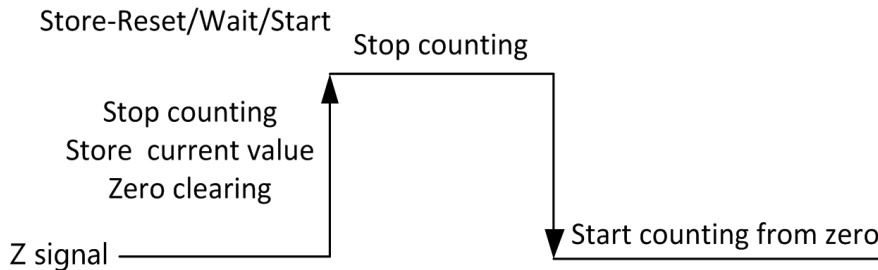 Store-Reset/Wait/Start
Stop counting
Stop counting
Store current value
Zero clearing
Z signal
Start counting from zero